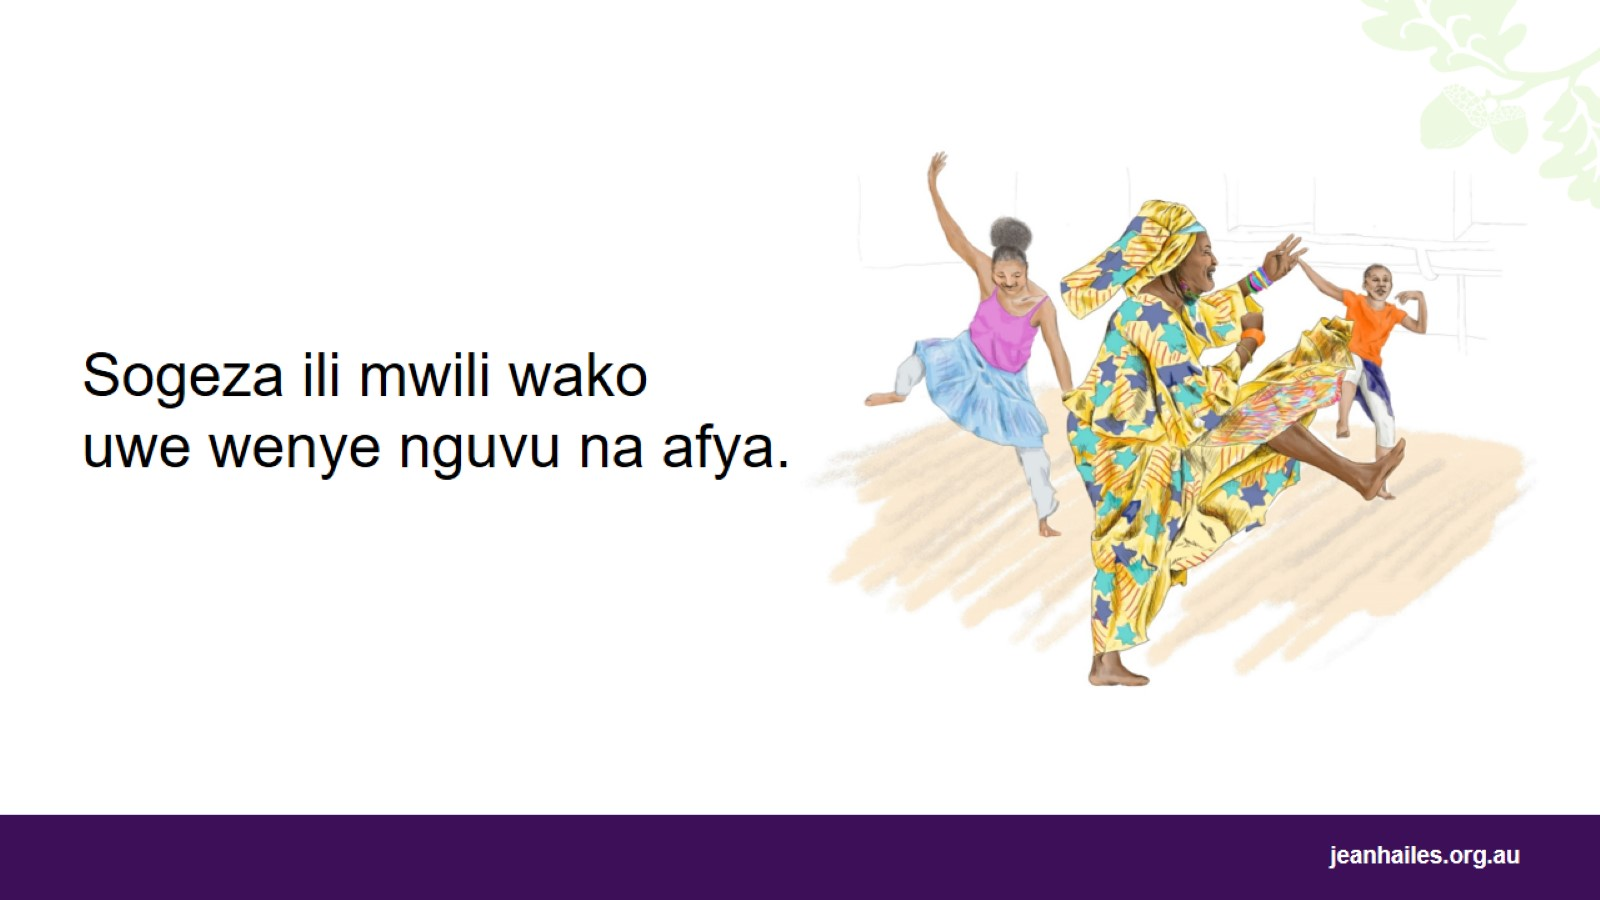 Sogeza ili mwili wako
uwe wenye nguvu na afya.
jeanhailes.org.au